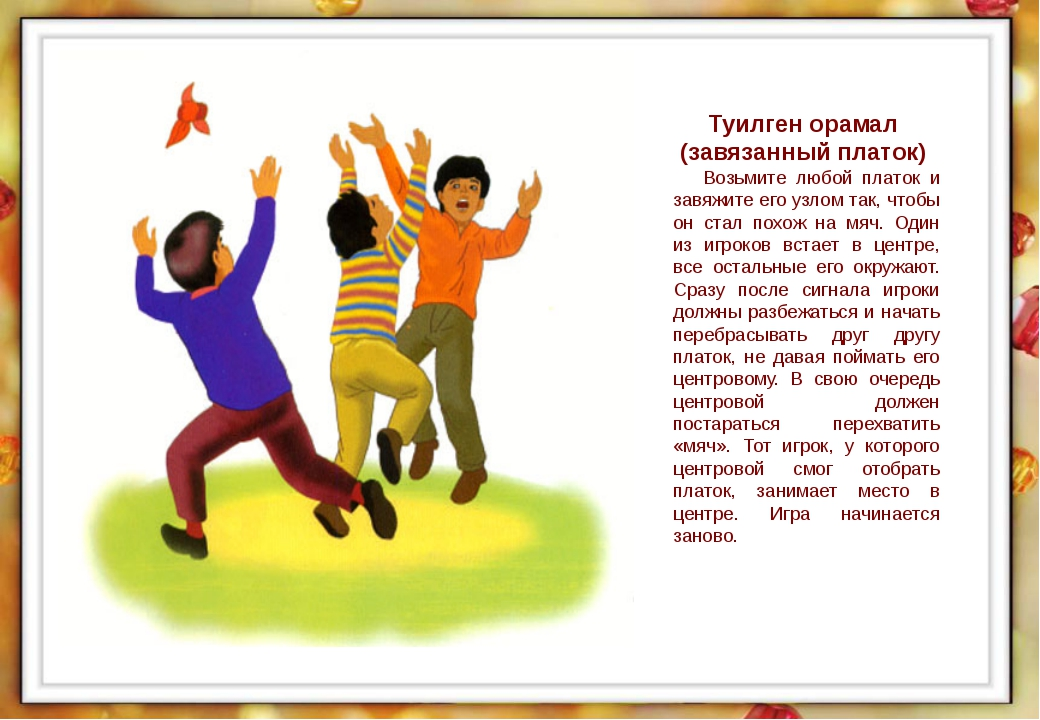 Туилген орамал
(завязанный платок)
Возьмите любой платок и
завяжите его узлом так, чтобы
он стал похож на мяч. Один
из игроков встает в центре,
все остальные его окружают.
Сразу после сигнала игроки
должны разбежаться и начать
перебрасывать друг другу
платок, не давая поймать его
центровому. В свою очередь
центровой должен
постараться перехватить
«мяч». Тот игрок, у которого
центровой смог отобрать
платок, занимает место в
центре. Игра начинается
заново.